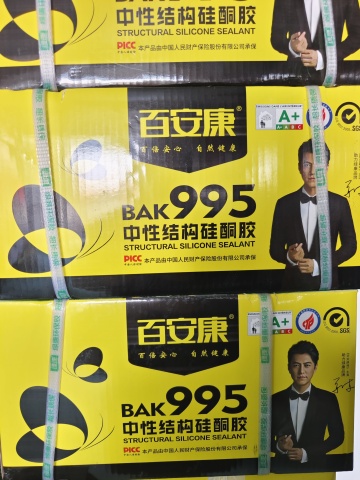 中性结构硅酮胶
STRUCTURAL SILICONE SEALANT
PICC 本产品由中国人民财产保险股份有限公司承保
百安康®
百倍安心 自然健康
A+
A+ A B C
SGS
BAK995
中性结构硅酮胶
STRUCTURAL SILICONE SEALANT
PICC 本产品由中国人民财产保险股份有限公司承保
百安康®
百倍安心 自然健康
A+
SGS
BAK995
中性结构硅酮胶
STRUCTURAL SILICONE SEALANT
PICC 本产品由中国人民财产保险股份有限公司承保